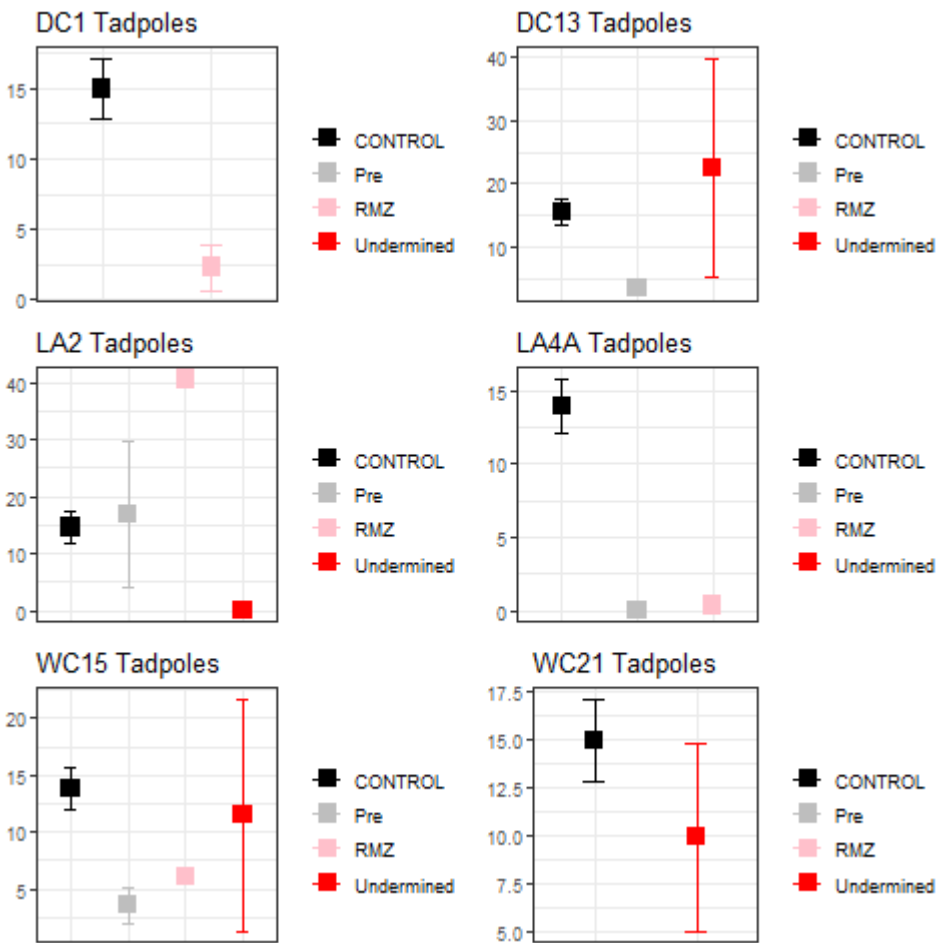 DC1 Tadpoles
15
10
5
0
CONTROL
Pre
RMZ
Undermined
DC13 Tadpoles
40
30
20
10
CONTROL
Pre
RMZ
Undermined
LA2 Tadpoles
40
30
20
10
0
CONTROL
Pre
RMZ
Undermined
LA4A Tadpoles
15
10
5
0
CONTROL
Pre
RMZ
Undermined
WC15 Tadpoles
20
15
10
5
CONTROL
Pre
RMZ
Undermined
WC21 Tadpoles
17.5
15.0
12.5
10.0
7.5
5.0
CONTROL
Pre
RMZ
Undermined